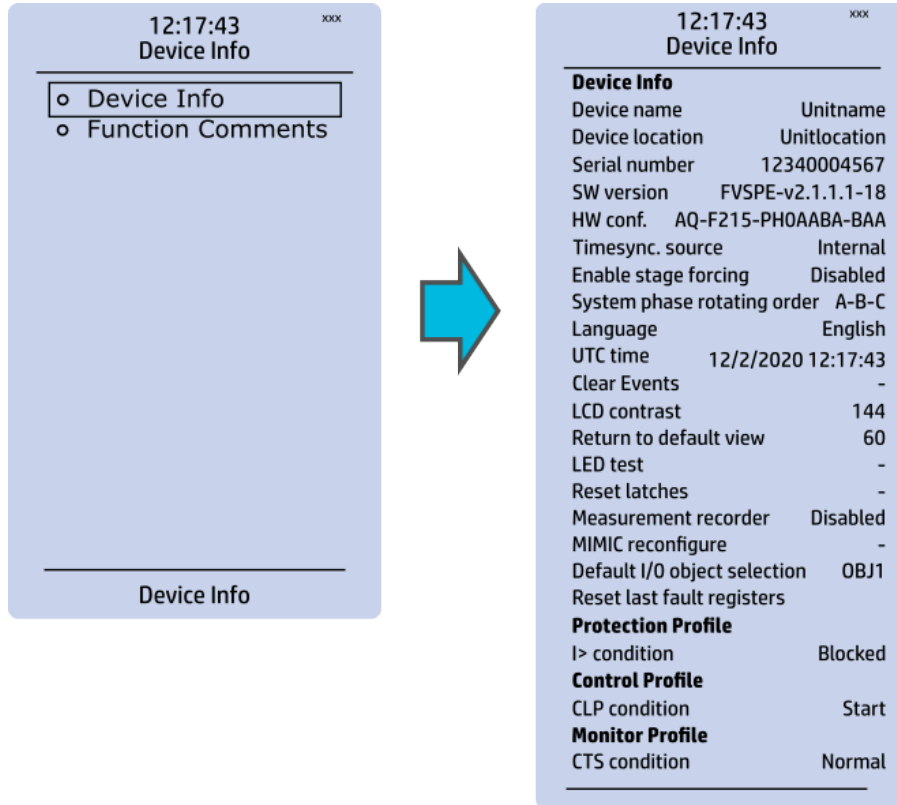 12:17:43 xxx
Device Info
Device Info
Function Comments
Device Info
12:17:43 xxx
Device Info
Device Info
Device name Unitname
Device location Unitlocation
Serial number 12340004567
SW version FVSPE-v2.1.1.1-18
HW conf. AQ-F215-PH0AABA-BAA
Timesync. source Internal
Enable stage forcing Disabled
System phase rotating order A-B-C
Language English
UTC time 12/2/2020 12:17:43
Clear Events -
LCD contrast 144
Return to default view 60
LED test -
Reset latches -
Measurement recorder Disabled
MIMIC reconfigure -
Default I/0 object selection OBJ1
Reset last fault registers
Protection Profile
I> condition Blocked
Control Profile
CLP condition Start
Monitor Profile
CTS condition Normal